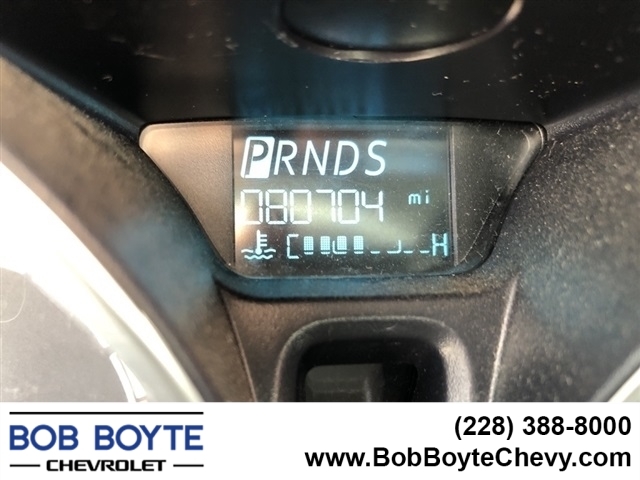 PRNDS
080704 mi
C H
BOB BOYTE
CHEVROLET
(228) 388-8000
www.BobBoyteChevy.com